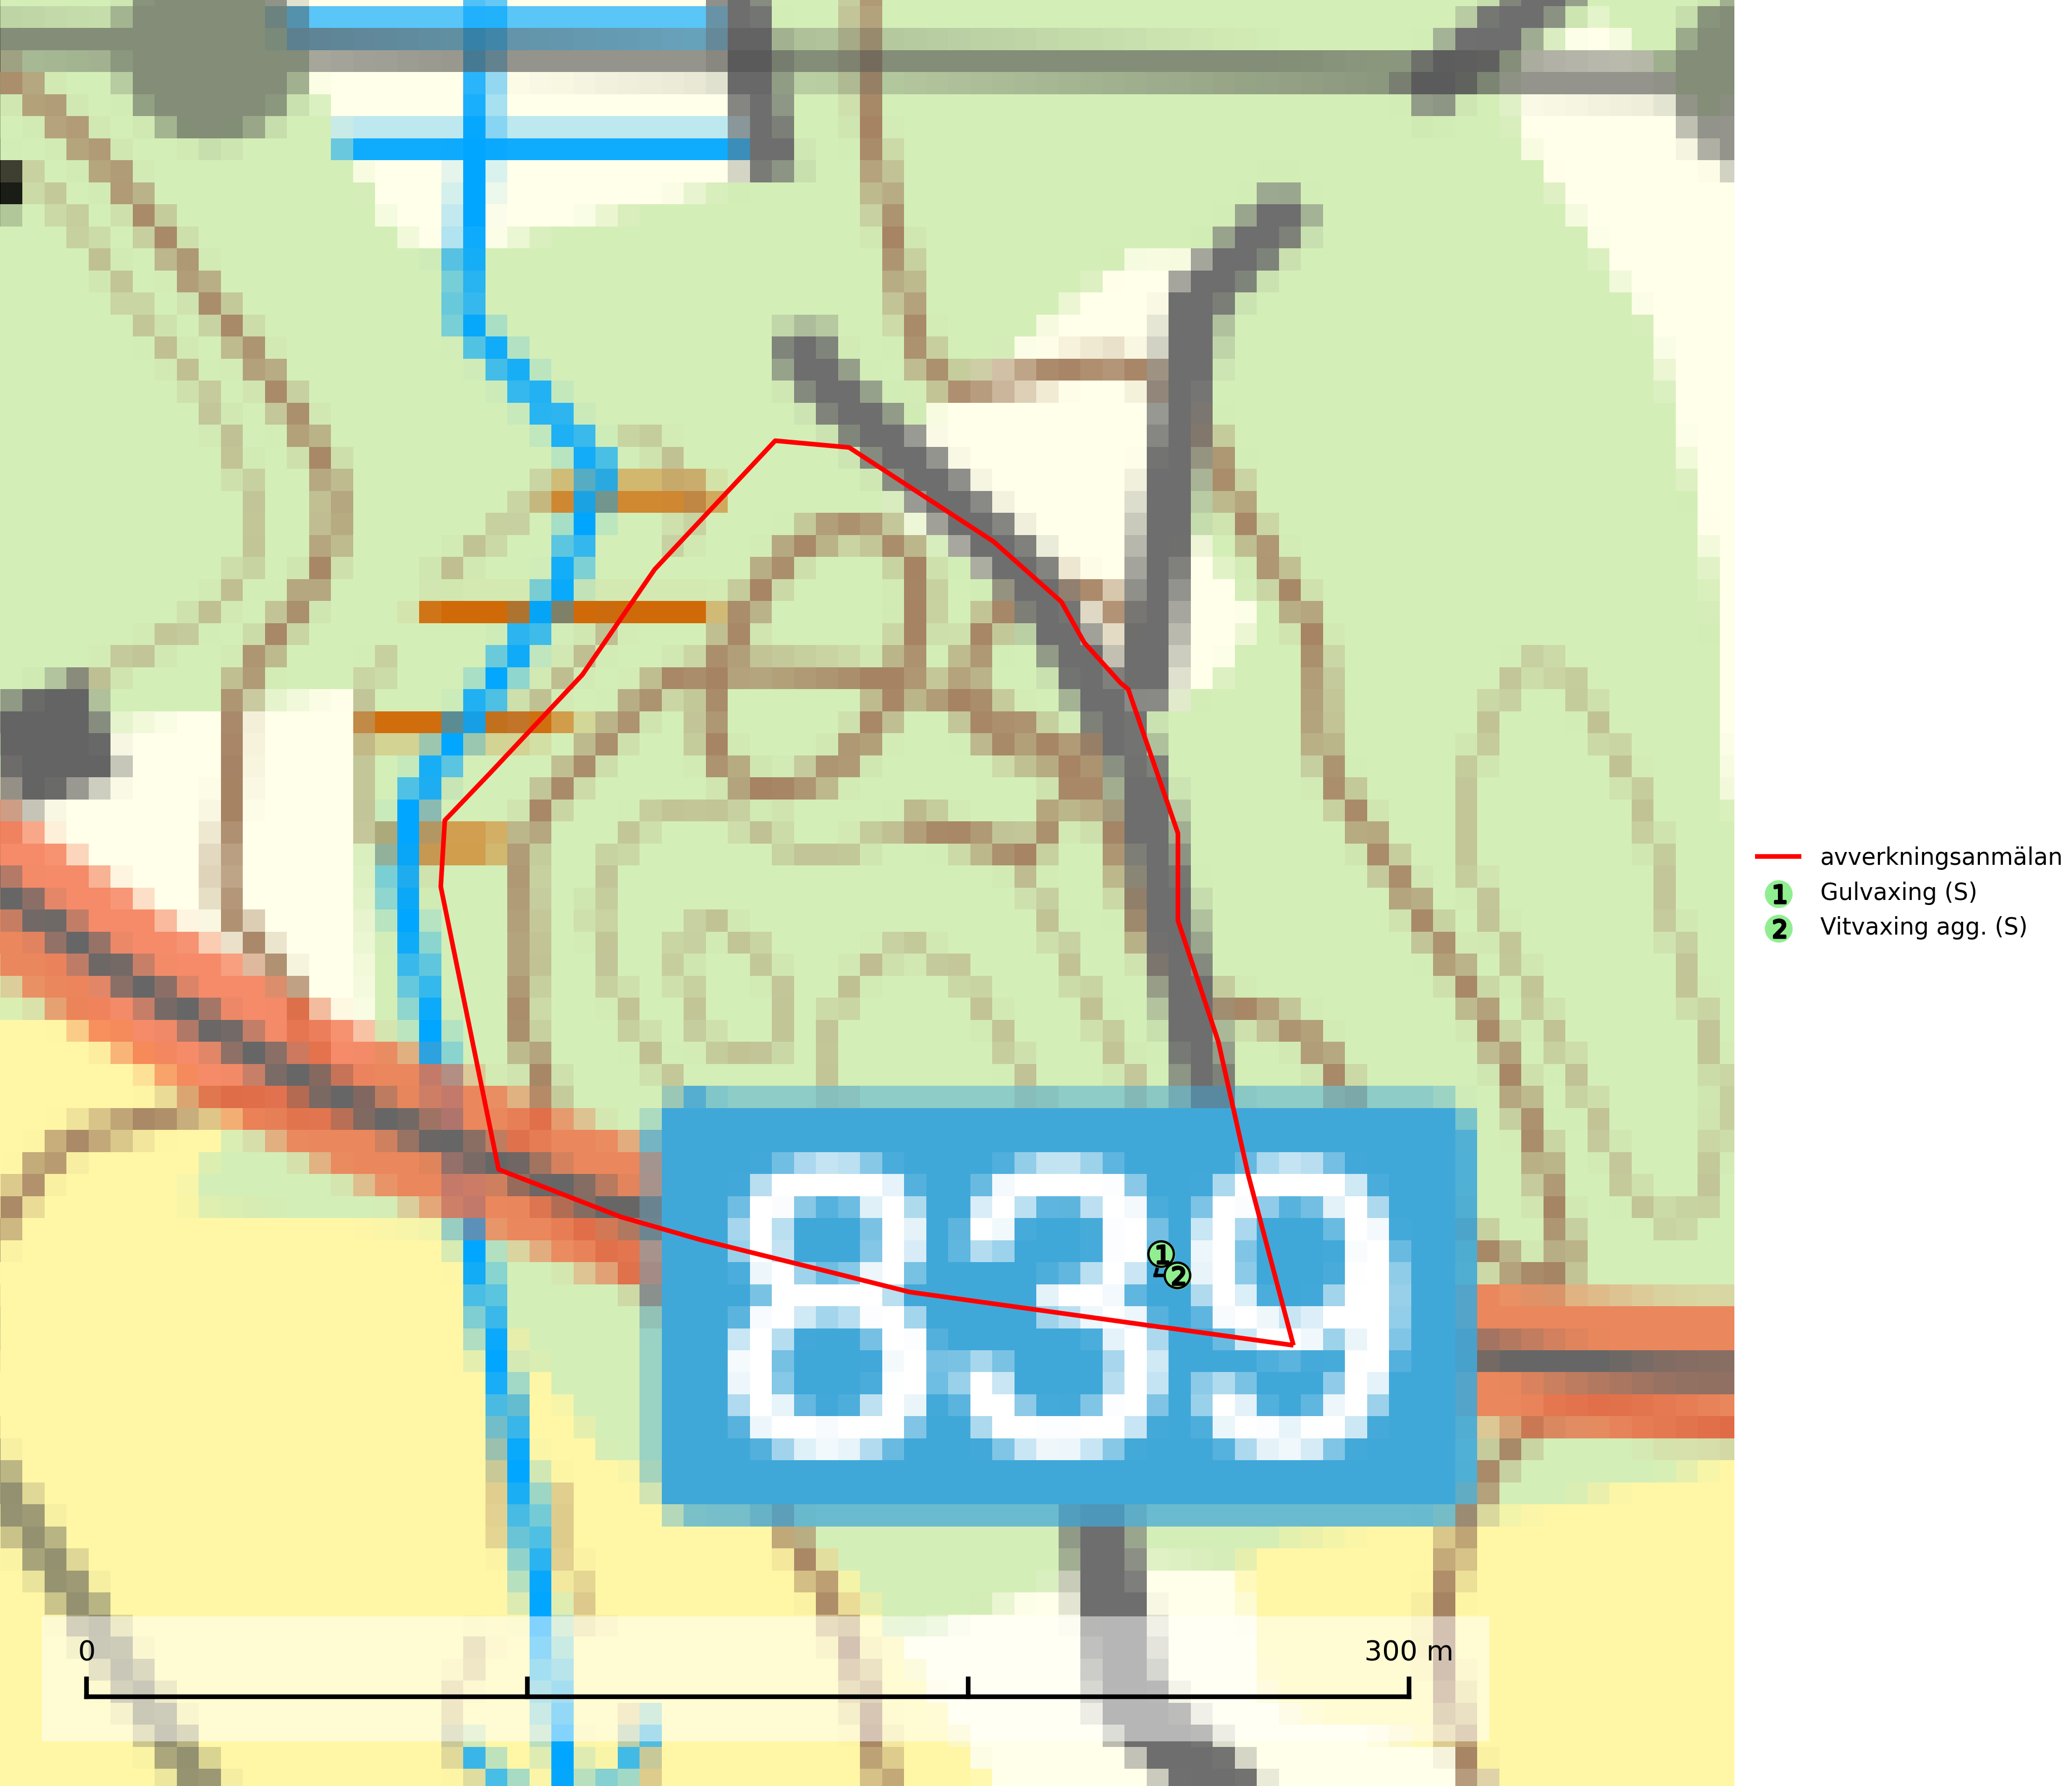 avverkningsanmälan
1 Gulvaxing (S)
2 Vitvaxing agg. (S)
839
1
2
0 300 m